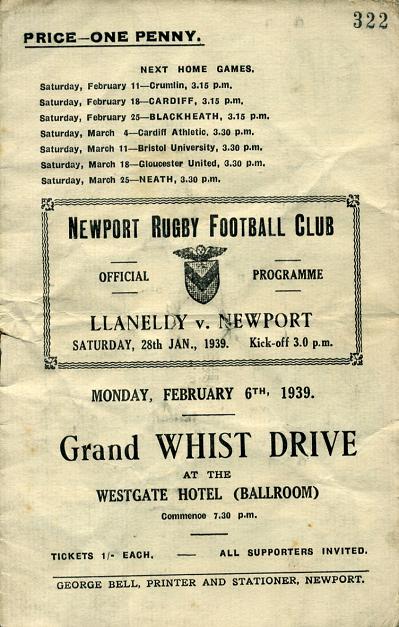 322
PRICE—ONE PENNY.
NEXT HOME GAMES.
Saturday, February 11—Crumlin, 3.15 p.m.
Saturday, February 18—CARDIFF, 3.15 p.m.
Saturday, February 25—BLACKHEATH, 3.15 p.m.
Saturday, March 4—Cardiff Athletic, 3.30 p.m.
Saturday, March 11—Bristol University, 3.30 p.m.
Saturday, March 18—Gloucester United, 3.30 p.m.
Saturday, March 25—NEATH, 3.30 p.m.
NEWPORT RUGBY FOOTBALL CLUB
OFFICIAL PROGRAMME
LLANELLY v. NEWPORT
SATURDAY, 28th JAN., 1939. Kick-off 3.0 p.m.
MONDAY, FEBRUARY 6TH, 1939.
Grand WHIST DRIVE
AT THE
WESTGATE HOTEL (BALLROOM)
Commence 7.30 p.m.
TICKETS 1/- EACH. — ALL SUPPORTERS INVITED.
GEORGE BELL, PRINTER AND STATIONER, NEWPORT.